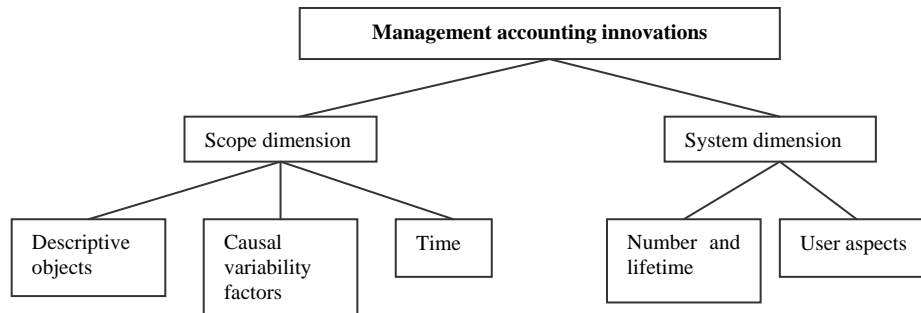 Management accounting innovations
Scope dimension
System dimension
Descriptive
objects
Causal
variability
factors
Time
Number and
lifetime
User aspects